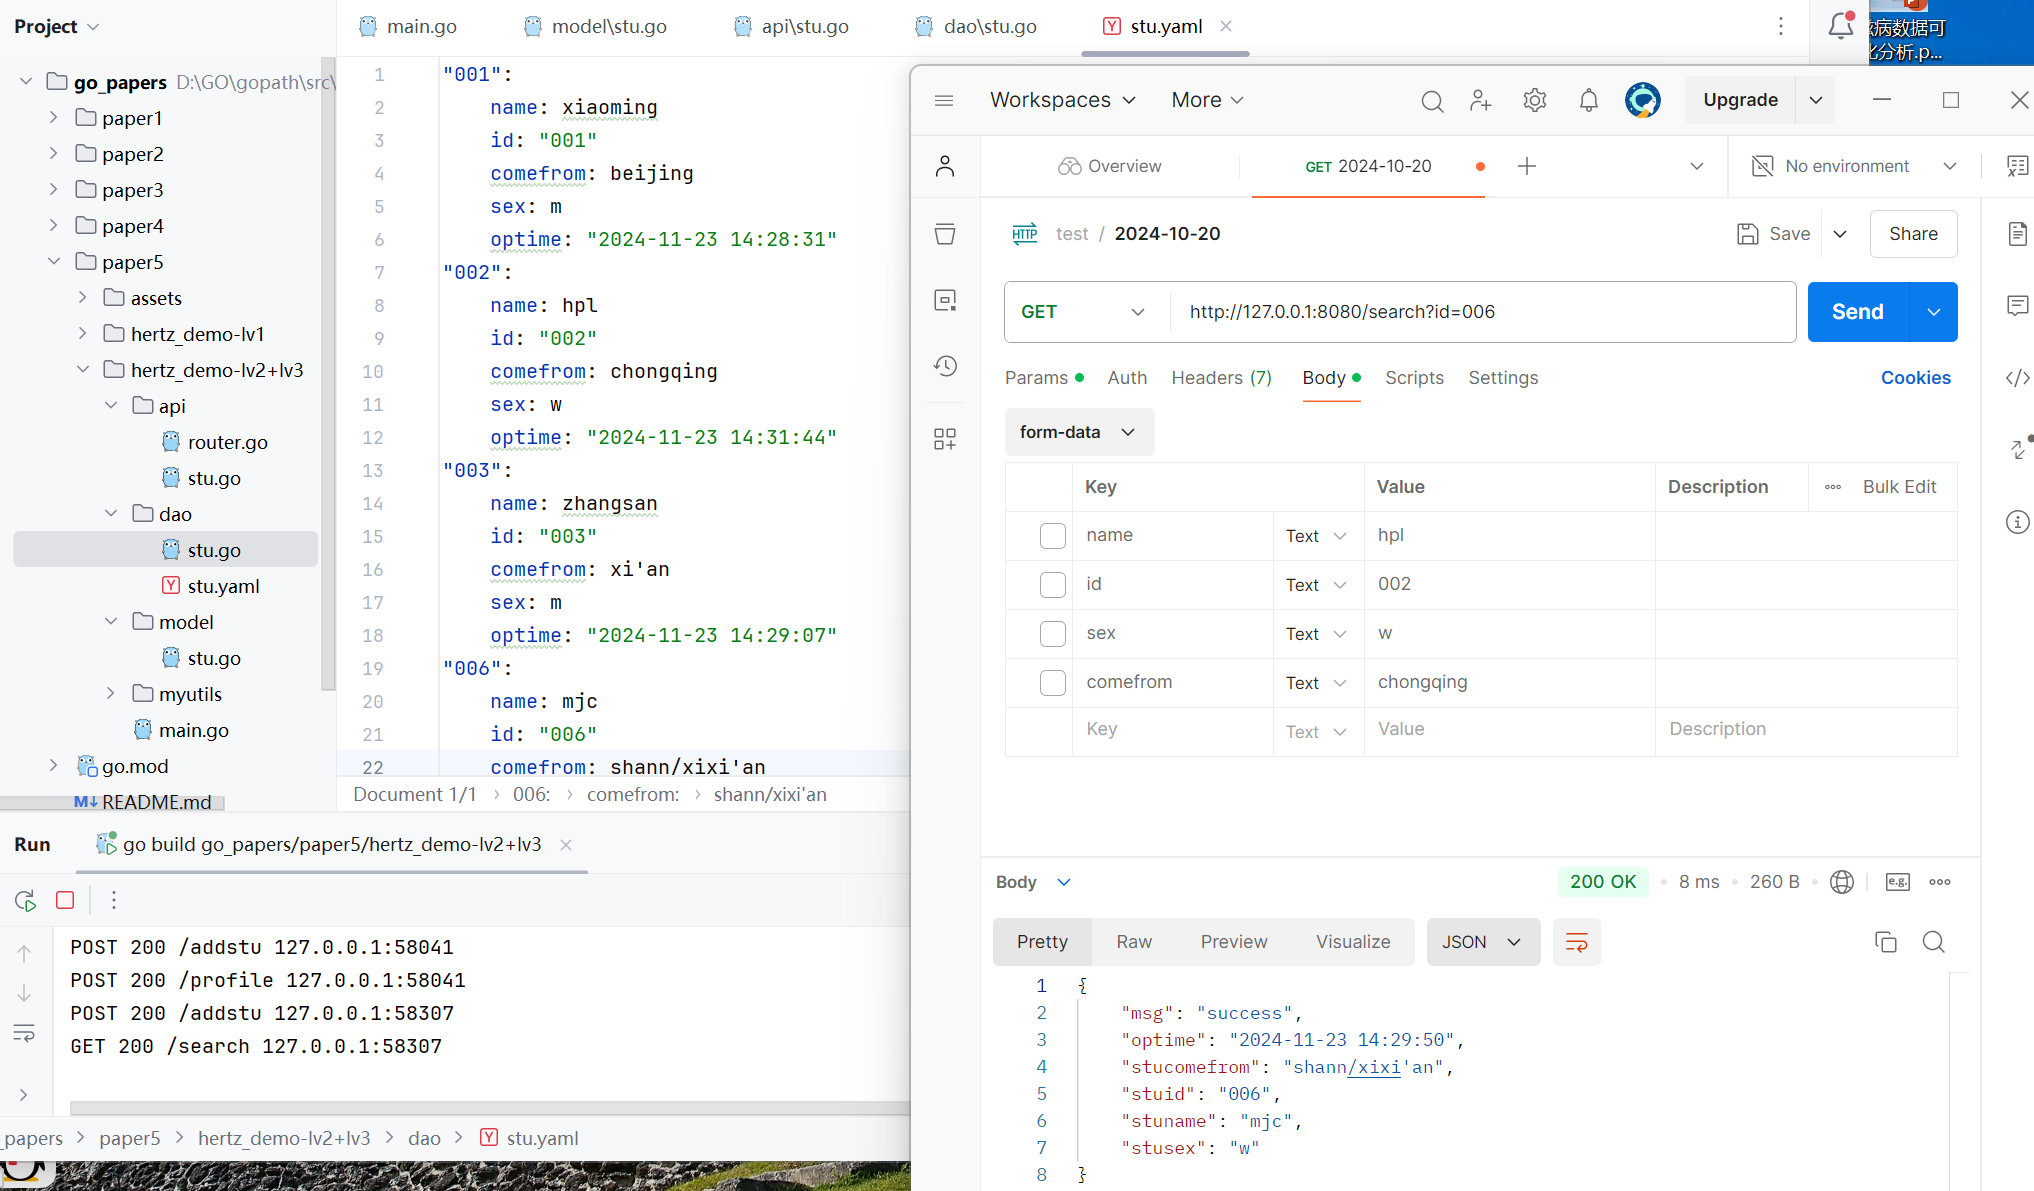 Project
main.go
model\stu.go
api\stu.go
dao\stu.go
stu.yaml
病数据可
分析.p...
go_papers D:\GO\gopath\src\
paper1
paper2
paper3
paper4
paper5
assets
hertz_demo-lv1
hertz_demo-lv2+lv3
api
router.go
stu.go
dao
stu.go
stu.yaml
model
stu.go
myutils
main.go
go.mod
README.md
1 "001":
2 name: xiaoming
3 id: "001"
4 comefrom: beijing
5 sex: m
6 optime: "2024-11-23 14:28:31"
7 "002":
8 name: hpl
9 id: "002"
10 comefrom: chongqing
11 sex: w
12 optime: "2024-11-23 14:31:44"
13 "003":
14 name: zhangsan
15 id: "003"
16 comefrom: xi'an
17 sex: m
18 optime: "2024-11-23 14:29:07"
19 "006":
20 name: mjc
21 id: "006"
22 comefrom: shann/xixi'an
Document 1/1 › 006: › comefrom: › shann/xixi'an
Run go build go_papers/paper5/hertz_demo-lv2+lv3
POST 200 /addstu 127.0.0.1:58041
POST 200 /profile 127.0.0.1:58041
POST 200 /addstu 127.0.0.1:58307
GET 200 /search 127.0.0.1:58307
_papers > paper5 > hertz_demo-lv2+lv3 > dao > stu.yaml
Workspaces More Upgrade
Overview GET 2024-10-20 No environment
HTTP test / 2024-10-20 Save Share
GET http://127.0.0.1:8080/search?id=006 Send
Params Auth Headers (7) Body Scripts Settings Cookies
form-data
Key Value Description Bulk Edit
name Text hpl
id Text 002
sex Text w
comefrom Text chongqing
Key Text Value Description
Body 200 OK 8 ms 260 B e.g.
Pretty Raw Preview Visualize JSON
1 {
2 "msg": "success",
3 "optime": "2024-11-23 14:29:50",
4 "stucomefrom": "shann/xixi'an",
5 "stuid": "006",
6 "stuname": "mjc",
7 "stusex": "w"
8 }